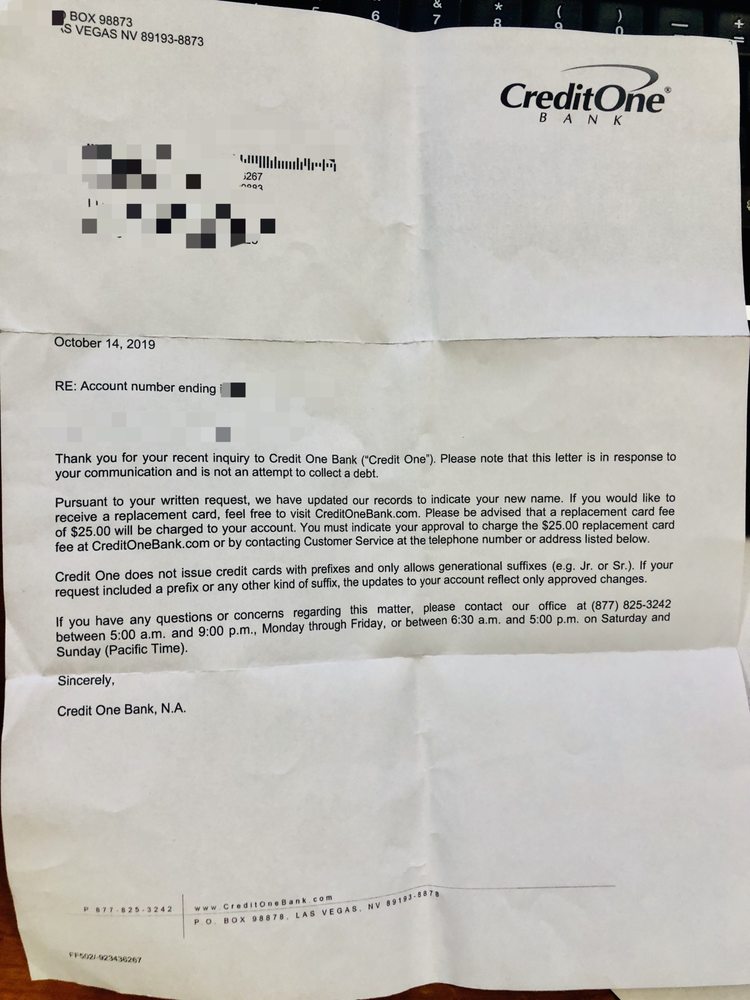 BOX 98873
S VEGAS NV 89193-8873
CreditOne®
BANK
267
October 14, 2019
RE: Account number ending
Thank you for your recent inquiry to Credit One Bank (“Credit One”). Please note that this letter is in response to
your communication and is not an attempt to collect a debt.
Pursuant to your written request, we have updated our records to indicate your new name. If you would like to
receive a replacement card, feel free to visit CreditOneBank.com. Please be advised that a replacement card fee
of $25.00 will be charged to your account. You must indicate your approval to charge the $25.00 replacement card
fee at CreditOneBank.com or by contacting Customer Service at the telephone number or address listed below.
Credit One does not issue credit cards with prefixes and only allows generational suffixes (e.g. Jr. or Sr.). If your
request included a prefix or any other kind of suffix, the updates to your account reflect only approved changes.
If you have any questions or concerns regarding this matter, please contact our office at (877) 825-3242
between 5:00 a.m. and 9:00 p.m., Monday through Friday, or between 6:30 a.m. and 5:00 p.m. on Saturday and
Sunday (Pacific Time).
Sincerely,
Credit One Bank, N.A.
P 877-825-3242
www.CreditOneBank.com
P.O. BOX 98878, LAS VEGAS, NV 89193-8878
FF502/-923436267